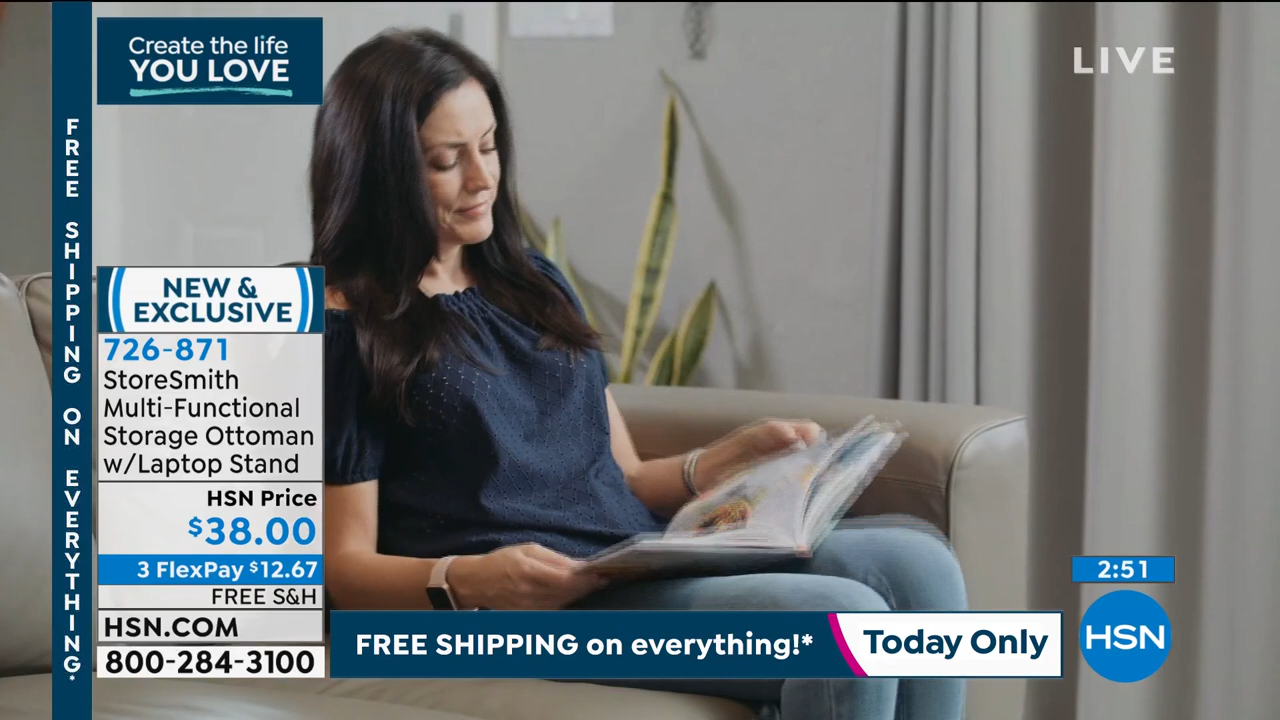 Create the life
YOU LOVE
LIVE
FREE SHIPPING ON EVERYTHING.*
NEW &
EXCLUSIVE
726-871
StoreSmith
Multi-Functional
Storage Ottoman
w/Laptop Stand
HSN Price
$38.00
3 FlexPay $12.67
FREE S&H
HSN.COM
800-284-3100
FREE SHIPPING on everything!*
Today Only
2:51
HSN